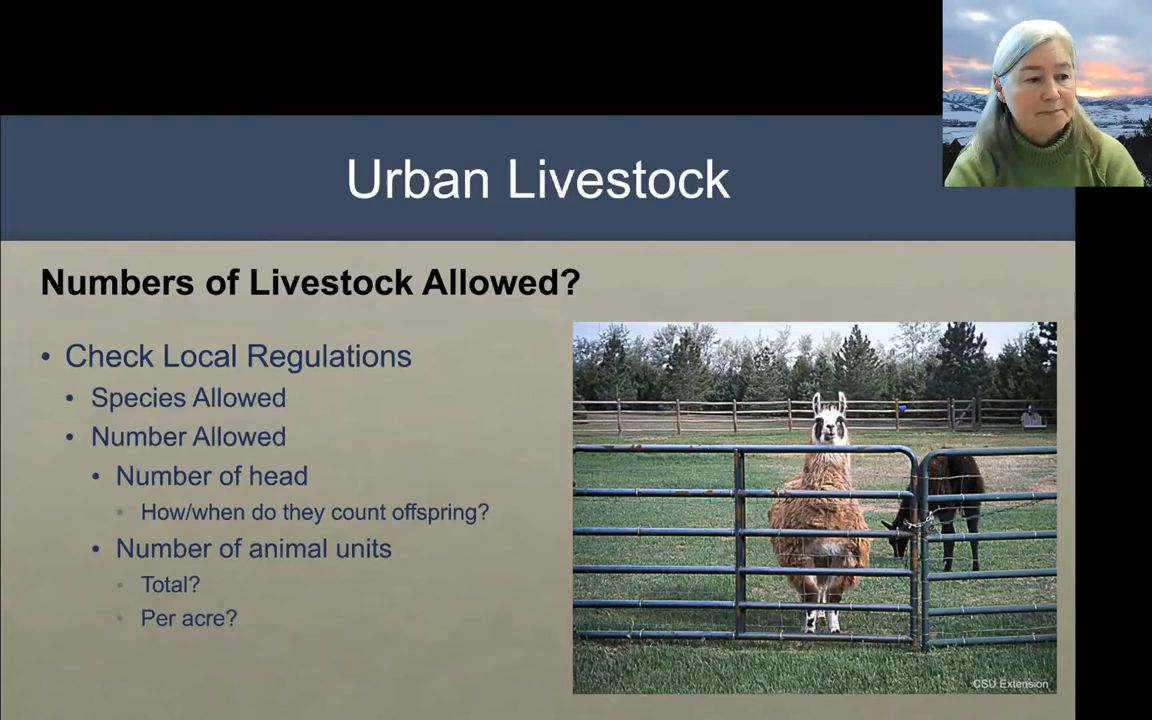 Urban Livestock
Numbers of Livestock Allowed?
• Check Local Regulations
• Species Allowed
• Number Allowed
• Number of head
• How/when do they count offspring?
• Number of animal units
• Total?
• Per acre?
CSU Extension